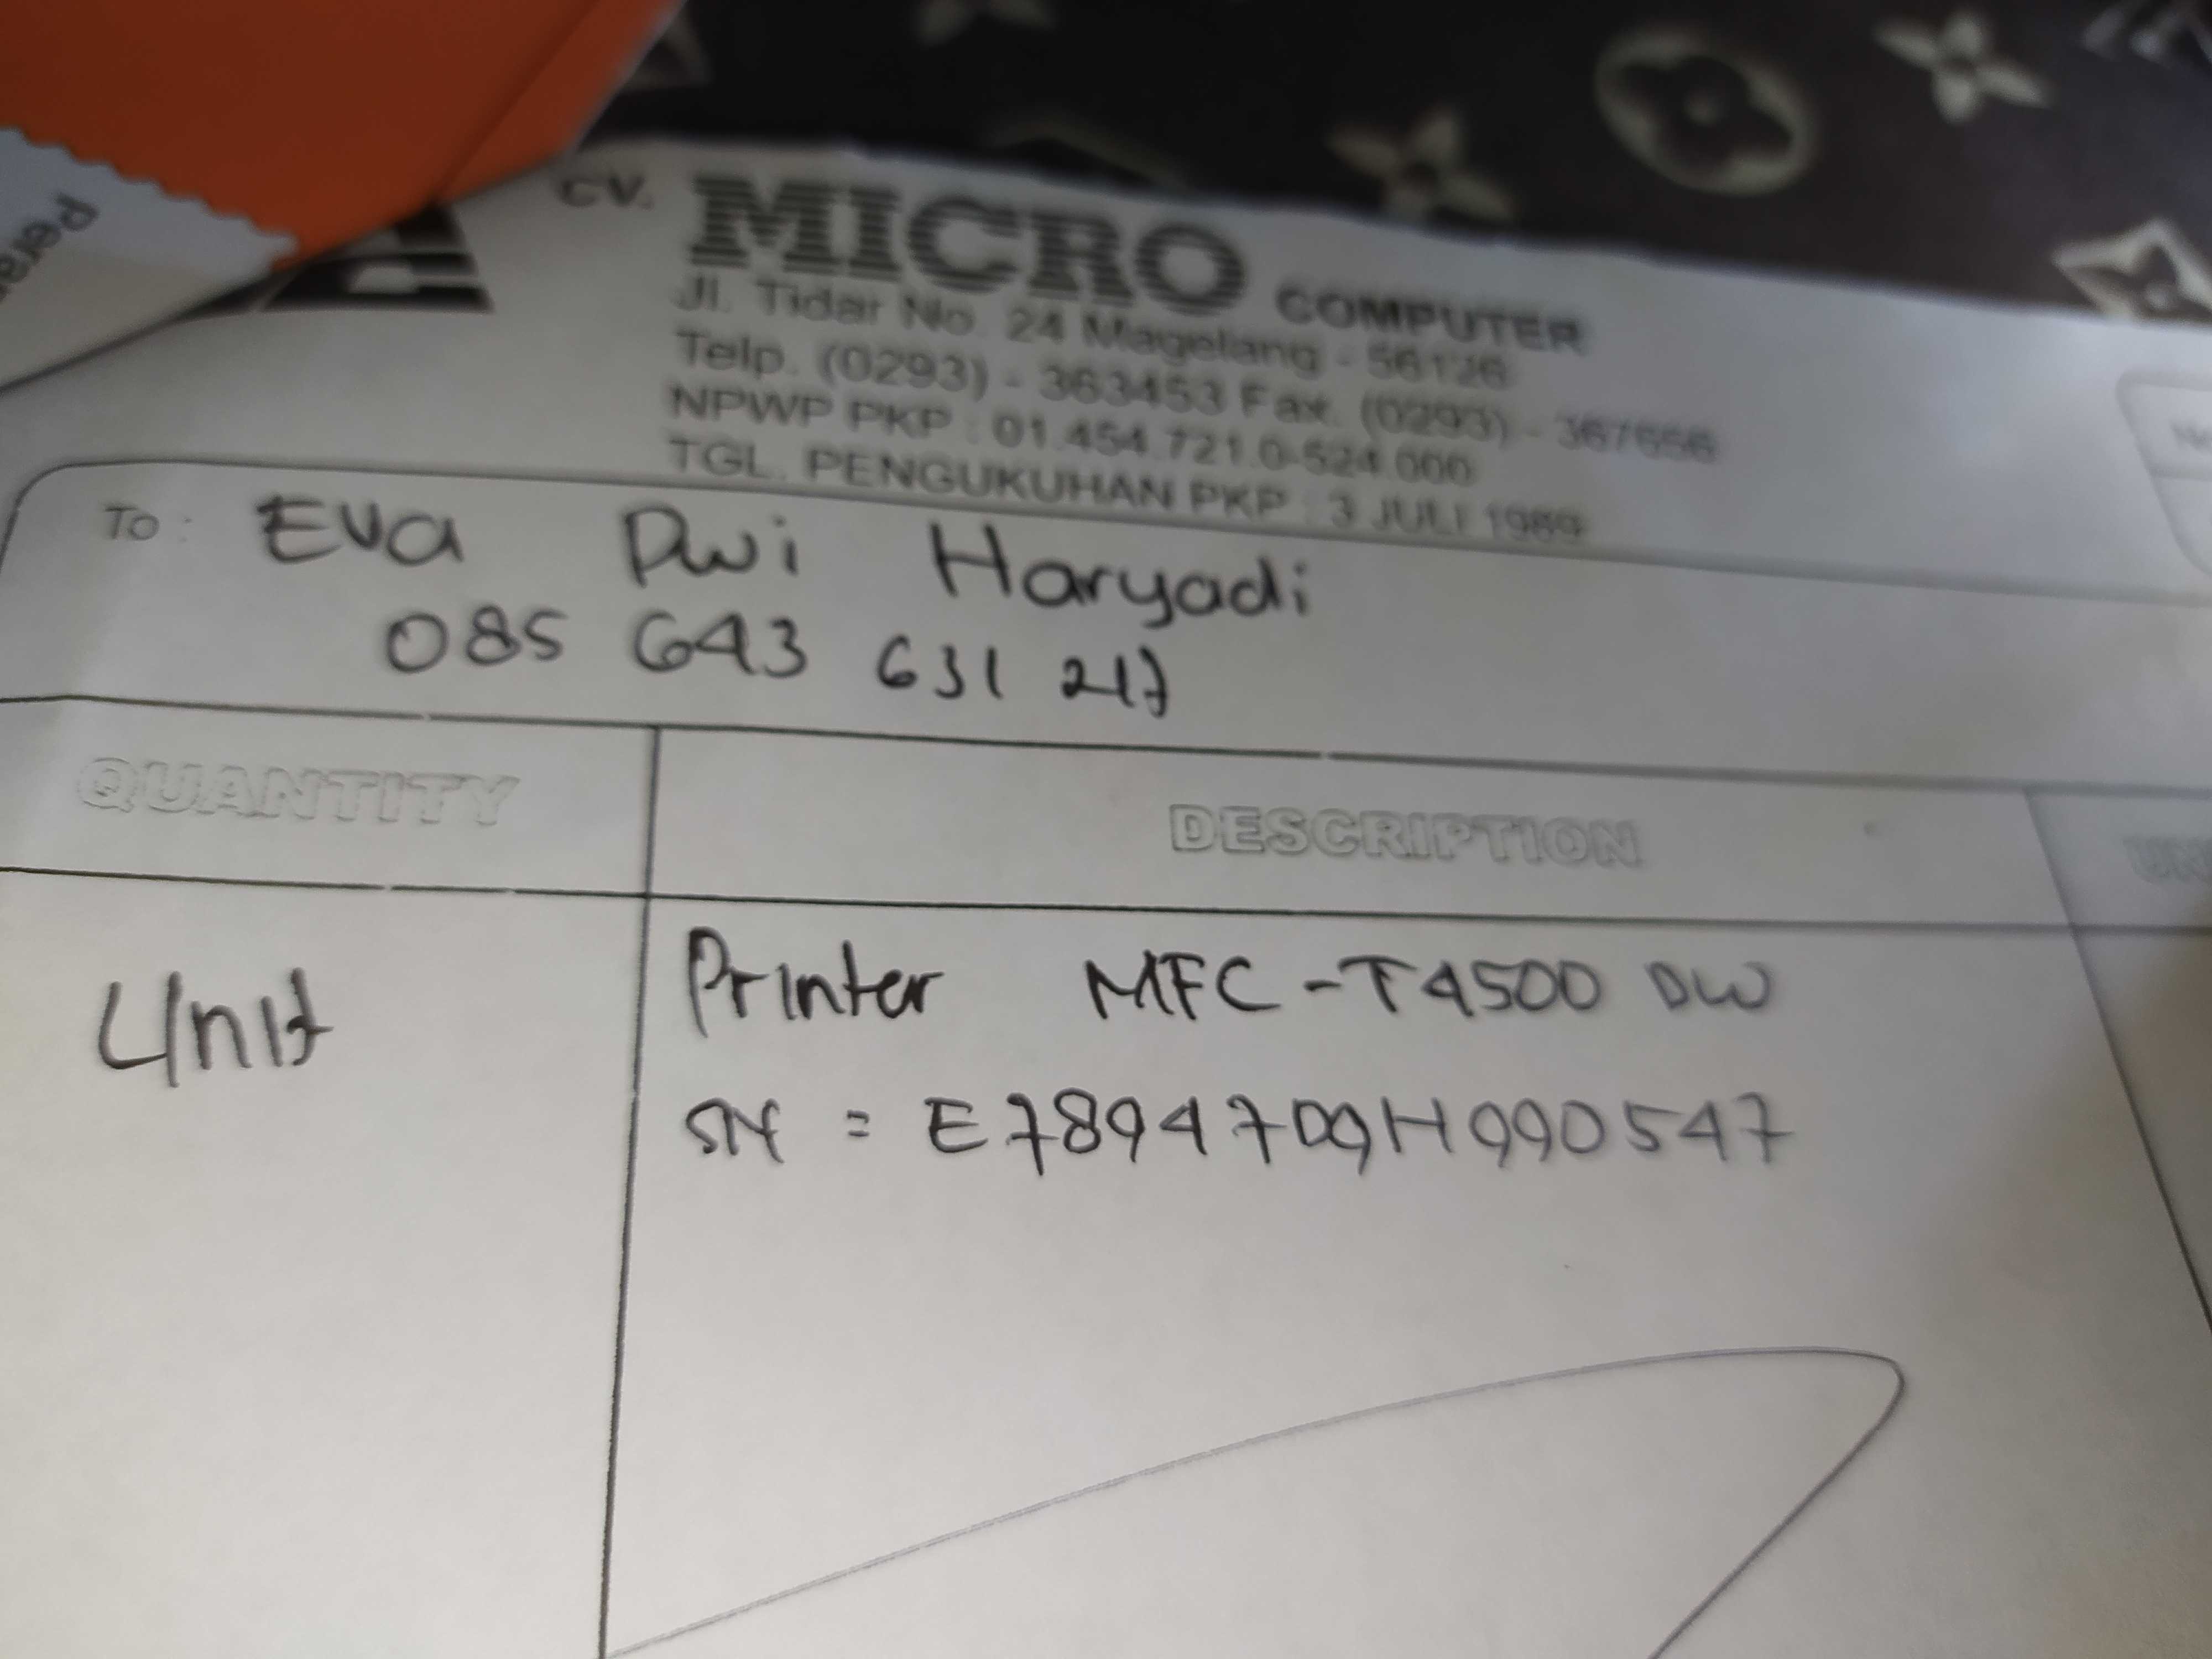 CV. MICRO COMPUTER
Jl. Tidar No. 24 Magelang - 56126
Telp. (0293) - 363453 Fax. (0293) - 367656
NPWP PKP : 01.454.721.0-524.000
TGL. PENGUKUHAN PKP : 3 JULI 1989
To : Eva Dwi Haryadi
085 643 631 217
QUANTITY DESCRIPTION
Unit Printer MFC-T4500 DW
SN = E78947D9H990547